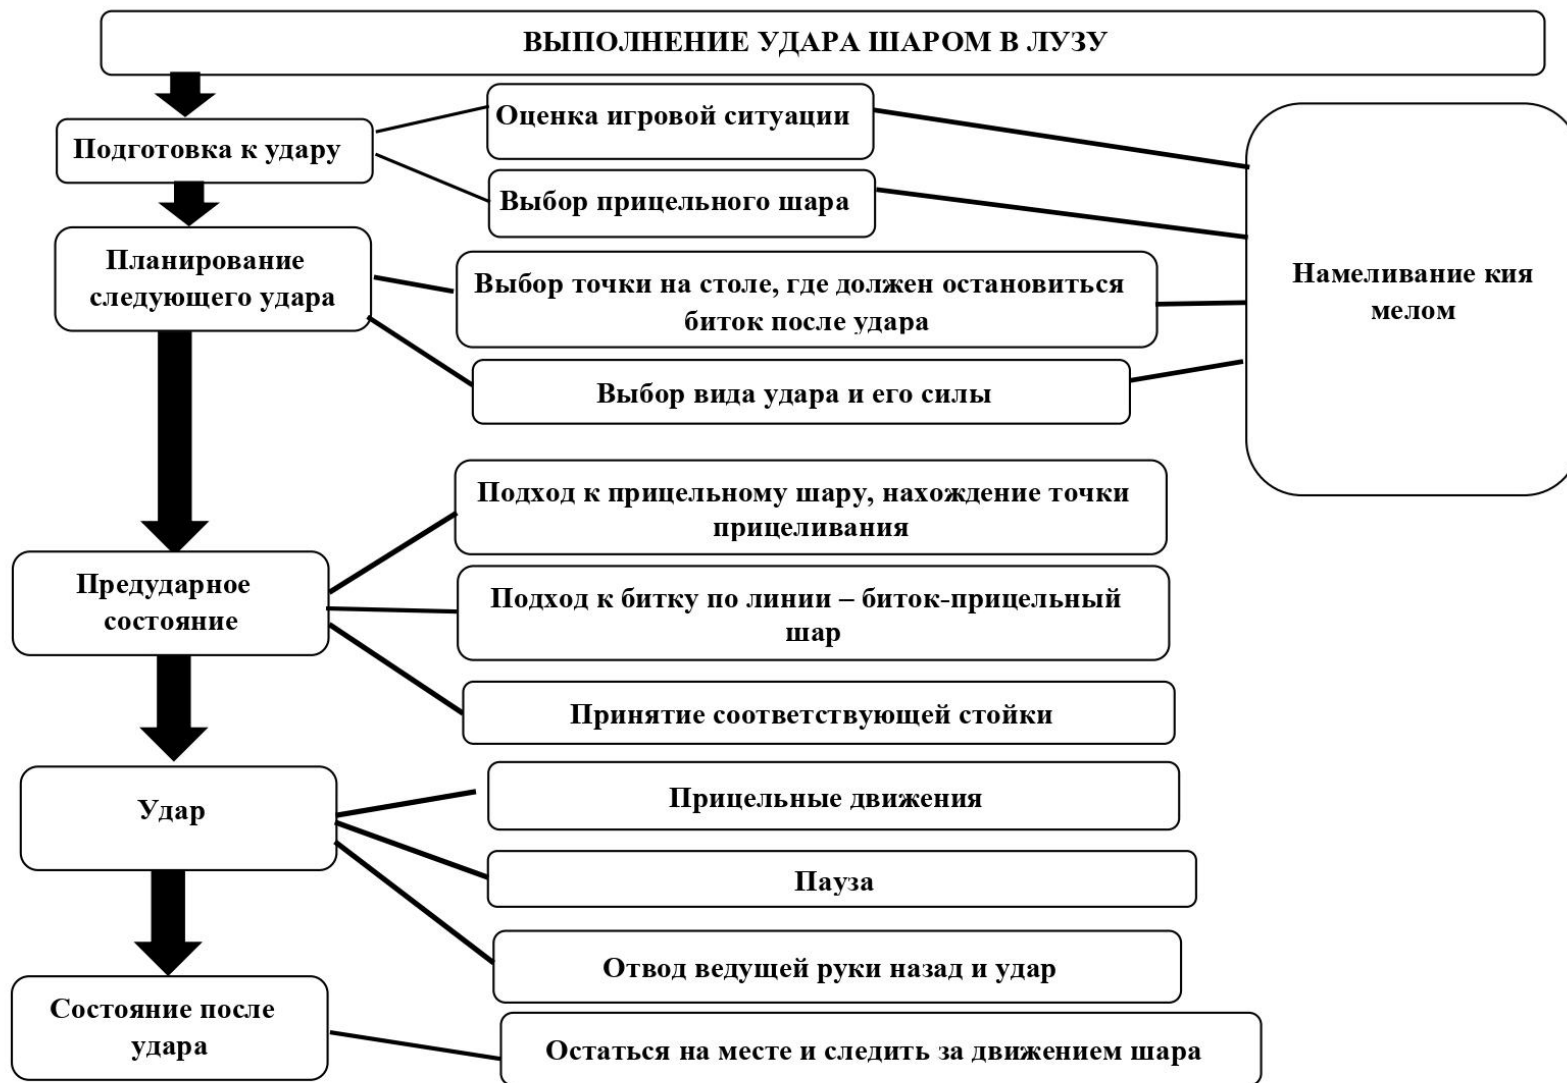 ВЫПОЛНЕНИЕ УДАРА ШАРОМ В ЛУЗУ
Подготовка к удару
Оценка игровой ситуации
Выбор прицельного шара
Намеливание кия
мелом
Планирование
следующего удара
Выбор точки на столе, где должен остановиться
биток после удара
Выбор вида удара и его силы
Предударное
состояние
Подход к прицельному шару, нахождение точки
прицеливания
Подход к битку по линии – биток-прицельный
шар
Принятие соответствующей стойки
Удар
Прицельные движения
Пауза
Отвод ведущей руки назад и удар
Состояние после
удара
Остаться на месте и следить за движением шара